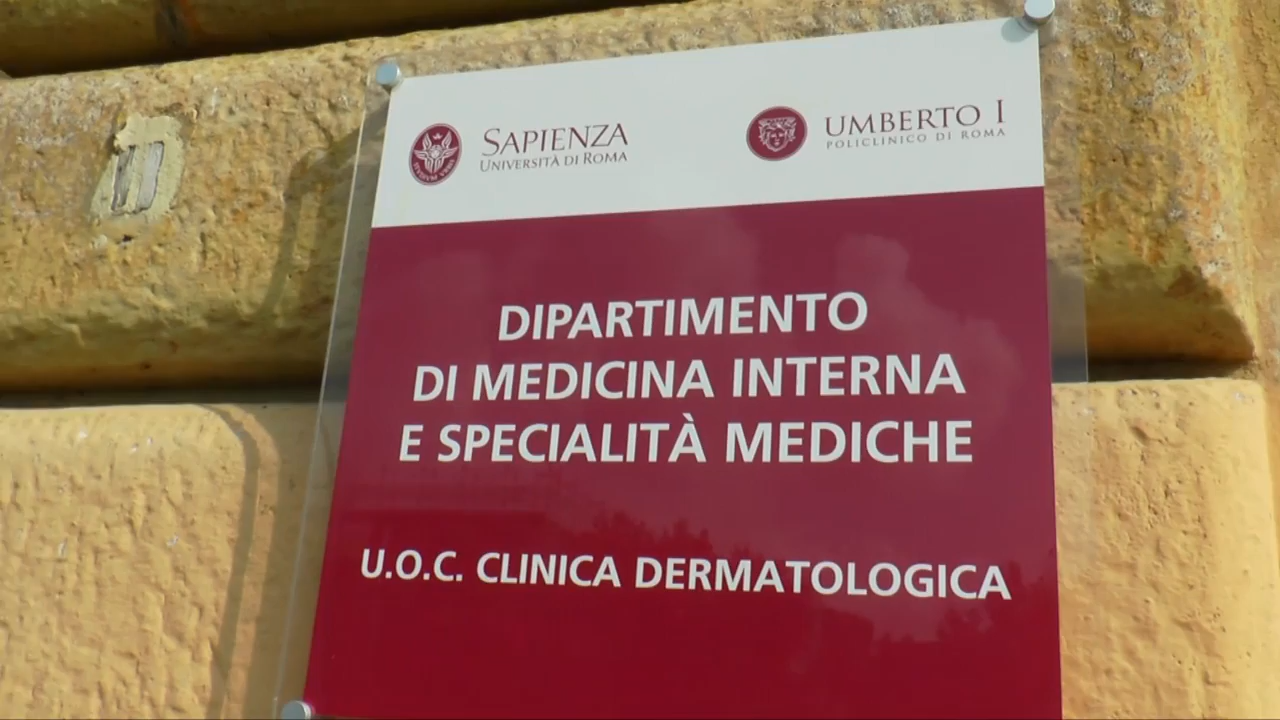 SAPIENZA
UNIVERSITÀ DI ROMA
UMBERTO I
POLICLINICO DI ROMA
DIPARTIMENTO
DI MEDICINA INTERNA
E SPECIALITÀ MEDICHE
U.O.C. CLINICA DERMATOLOGICA